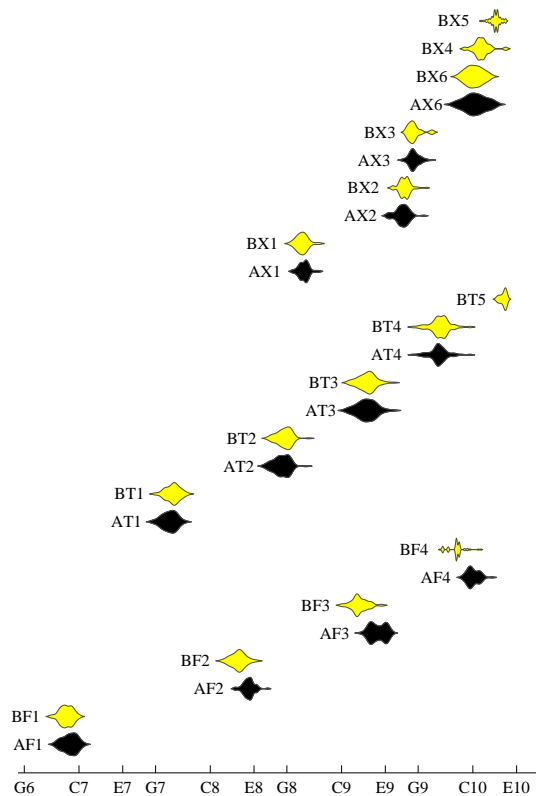 BX5
BX4
BX6
AX6
BX3
AX3
BX2
AX2
BX1
AX1
BT5
BT4
AT4
BT3
AT3
BT2
AT2
BT1
AT1
BF4
AF4
BF3
AF3
BF2
AF2
BF1
AF1
G6 C7 E7 G7 C8 E8 G8 C9 E9 G9 C10 E10